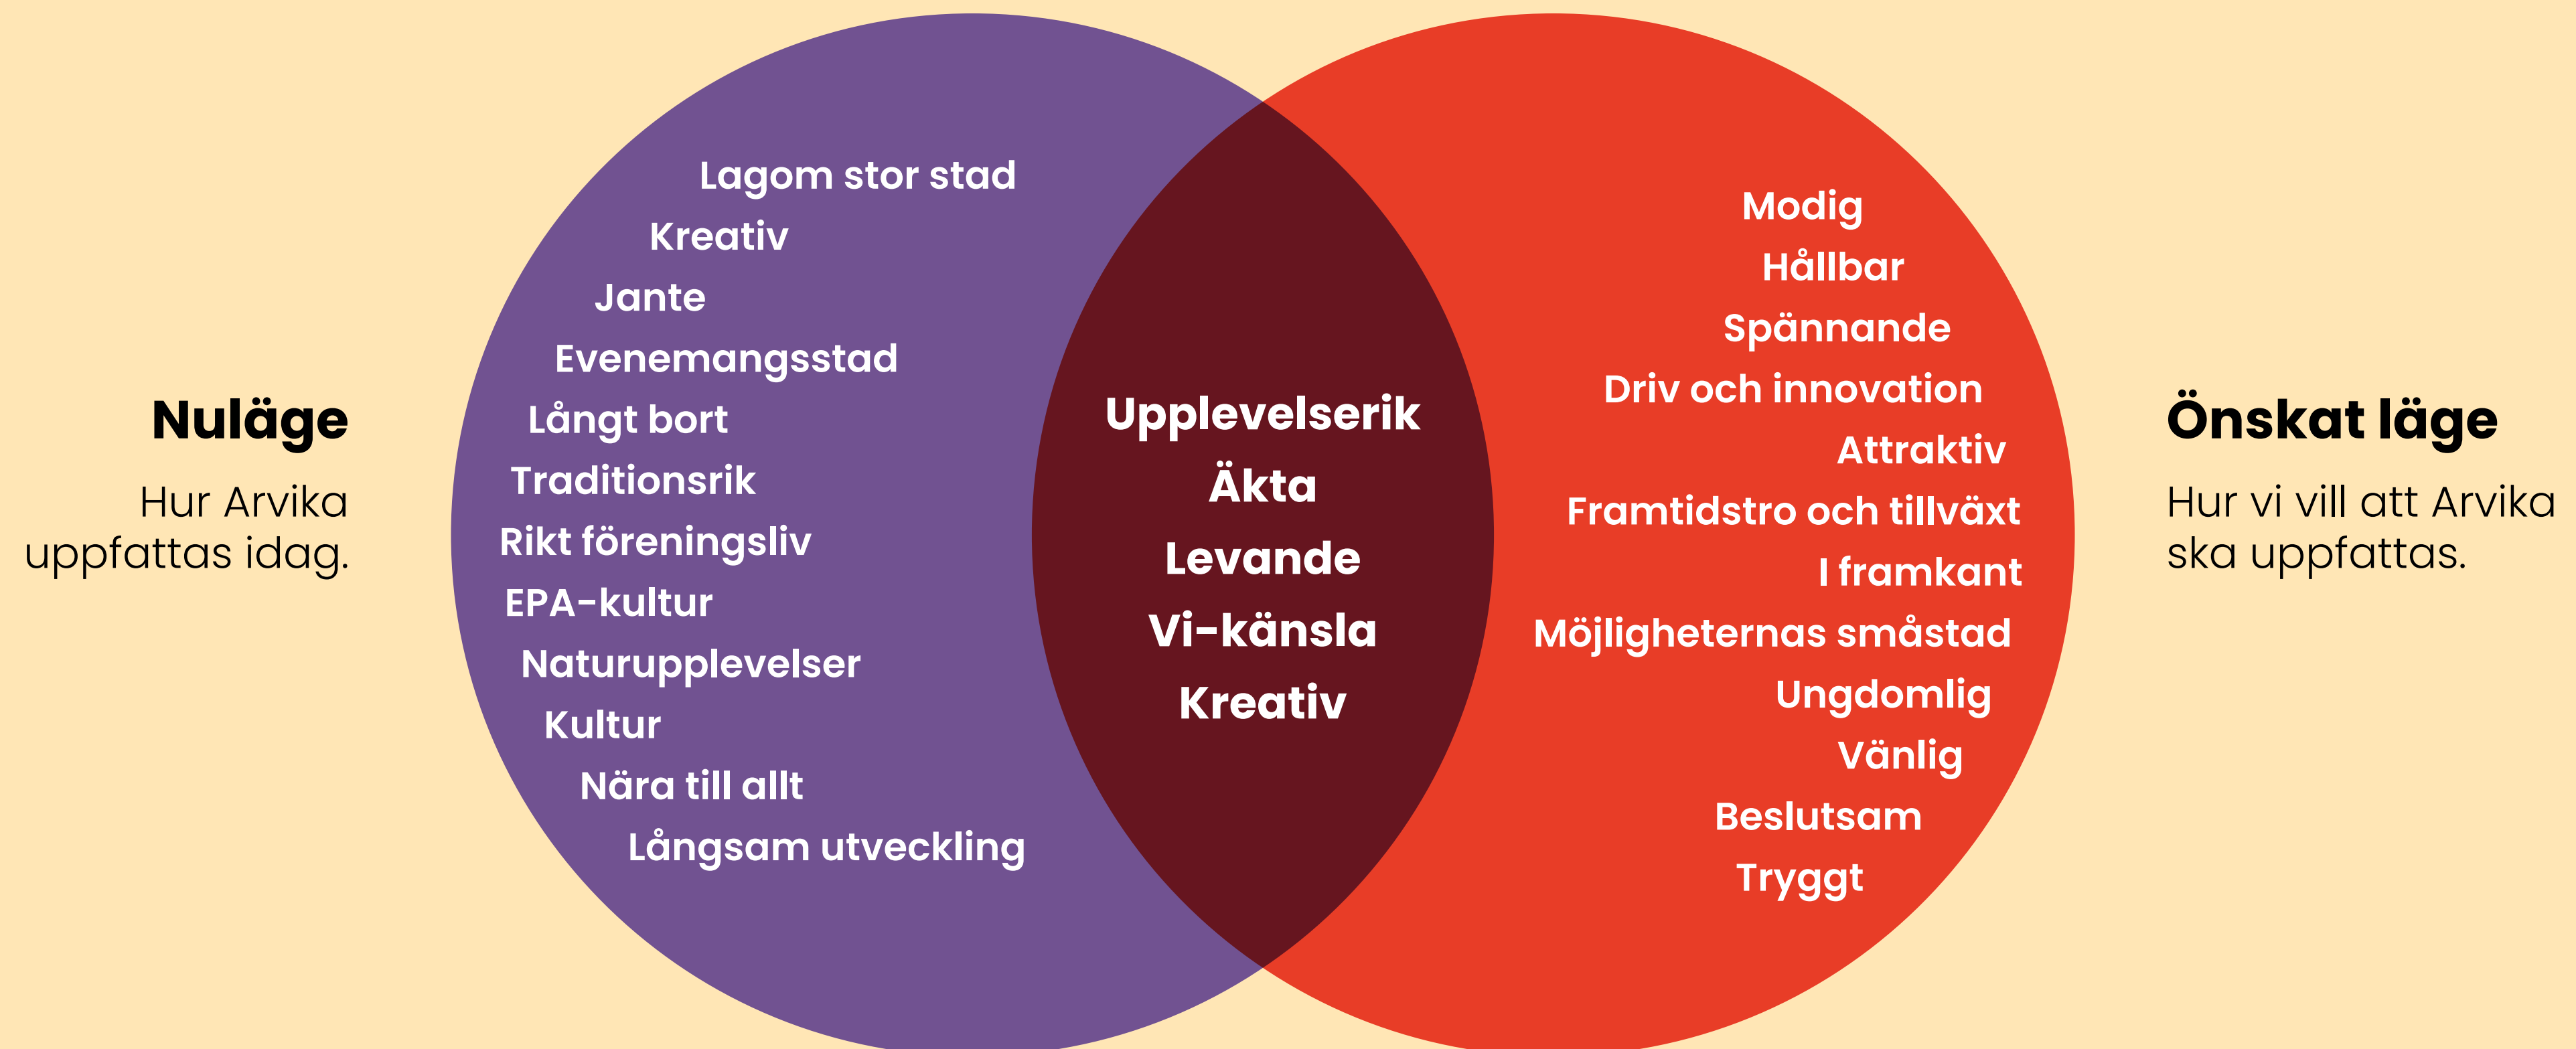 Nuläge
Hur Arvika
uppfattas idag.
Lagom stor stad
Kreativ
Jante
Evenemangsstad
Långt bort
Traditionsrik
Rikt föreningsliv
EPA-kultur
Naturupplevelser
Kultur
Nära till allt
Långsam utveckling
Upplevelserik
Äkta
Levande
Vi-känsla
Kreativ
Modig
Hållbar
Spännande
Driv och innovation
Attraktiv
Framtidstro och tillväxt
I framkant
Möjligheternas småstad
Ungdomlig
Vänlig
Beslutsam
Tryggt
Önskat läge
Hur vi vill att Arvika
ska uppfattas.